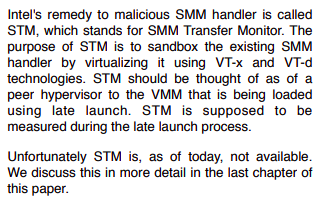 Intel's remedy to malicious SMM handler is called
STM, which stands for SMM Transfer Monitor. The
purpose of STM is to sandbox the existing SMM
handler by virtualizing it using VT-x and VT-d
technologies. STM should be thought of as of a
peer hypervisor to the VMM that is being loaded
using late launch. STM is supposed to be
measured during the late launch process.
Unfortunately STM is, as of today, not available.
We discuss this in more detail in the last chapter of
this paper.